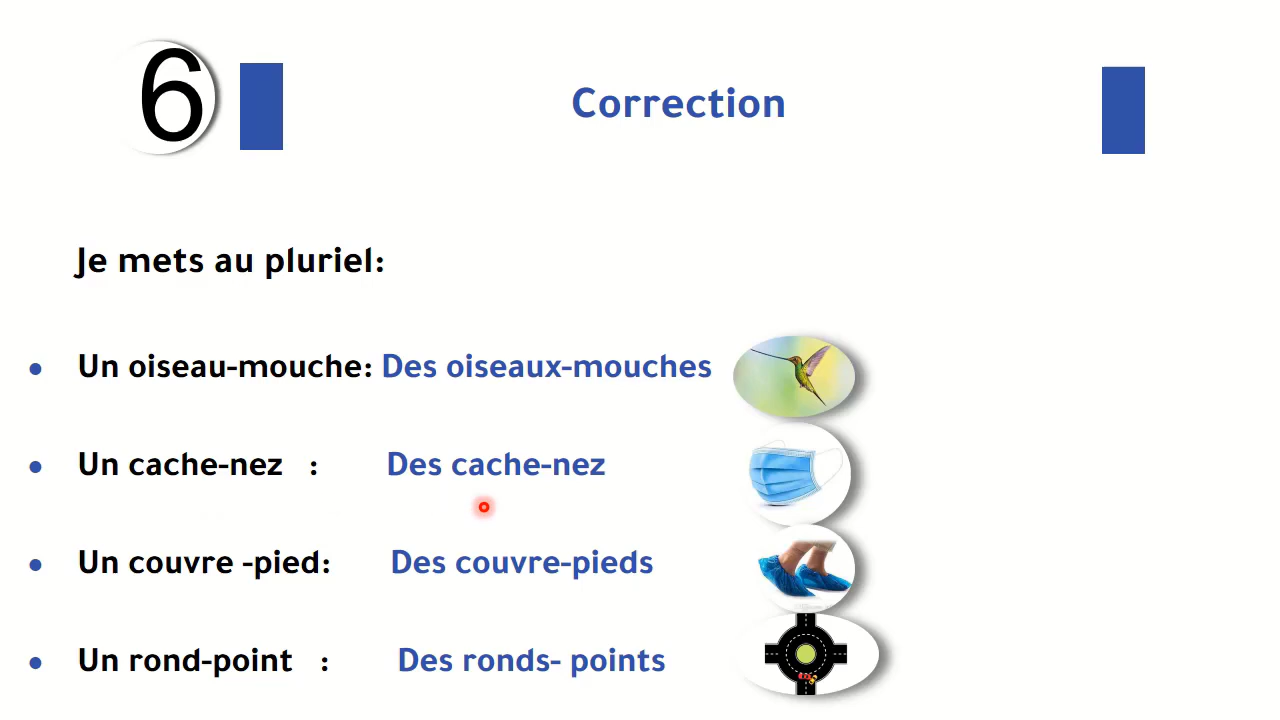 6
Correction
Je mets au pluriel:
Un oiseau-mouche: Des oiseaux-mouches
Un cache-nez : Des cache-nez
Un couvre -pied: Des couvre-pieds
Un rond-point : Des ronds- points